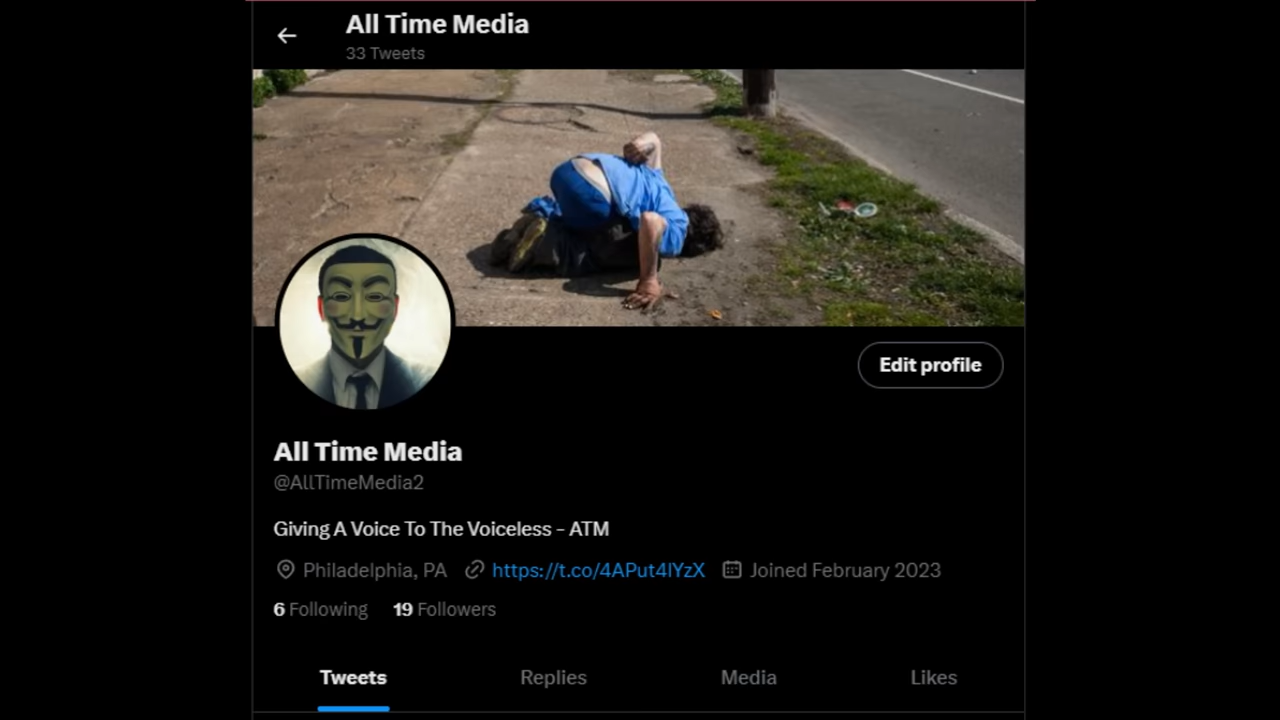 All Time Media
33 Tweets
Edit profile
All Time Media
@AllTimeMedia2
Giving A Voice To The Voiceless - ATM
Philadelphia, PA https://t.co/4APut4lYzX Joined February 2023
6 Following 19 Followers
Tweets Replies Media Likes